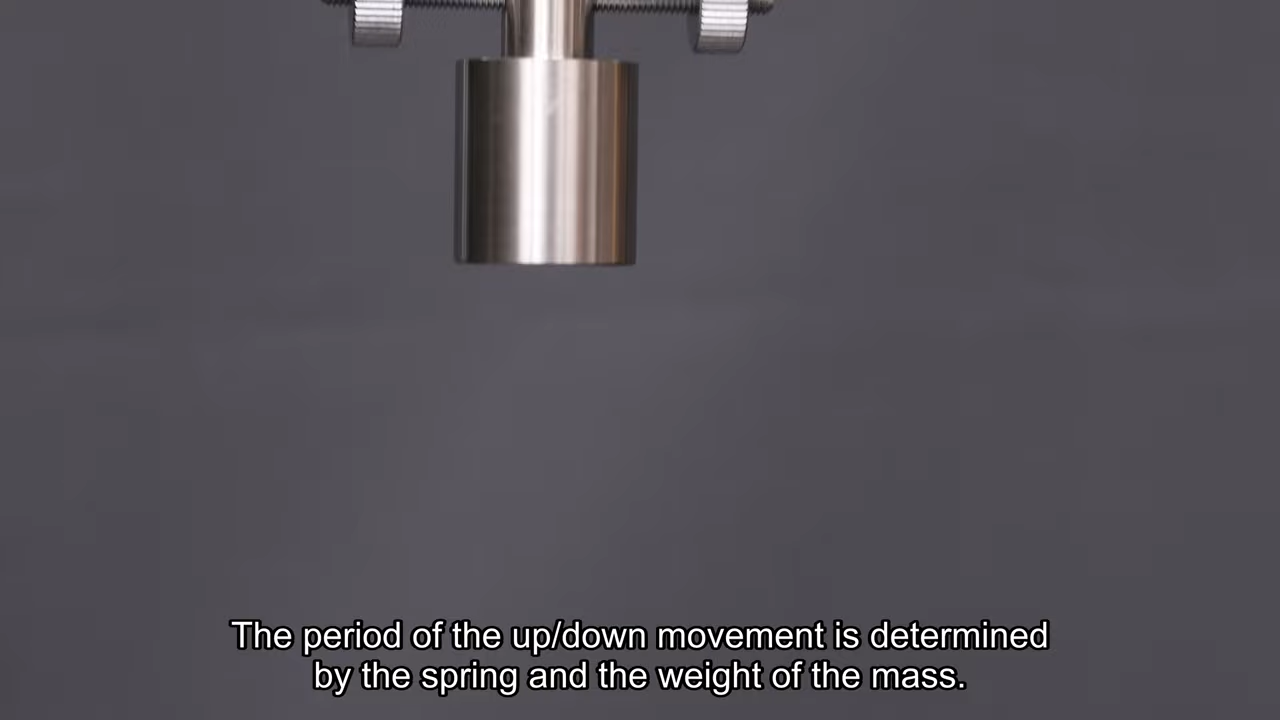 The period of the up/down movement is determined
by the spring and the weight of the mass.